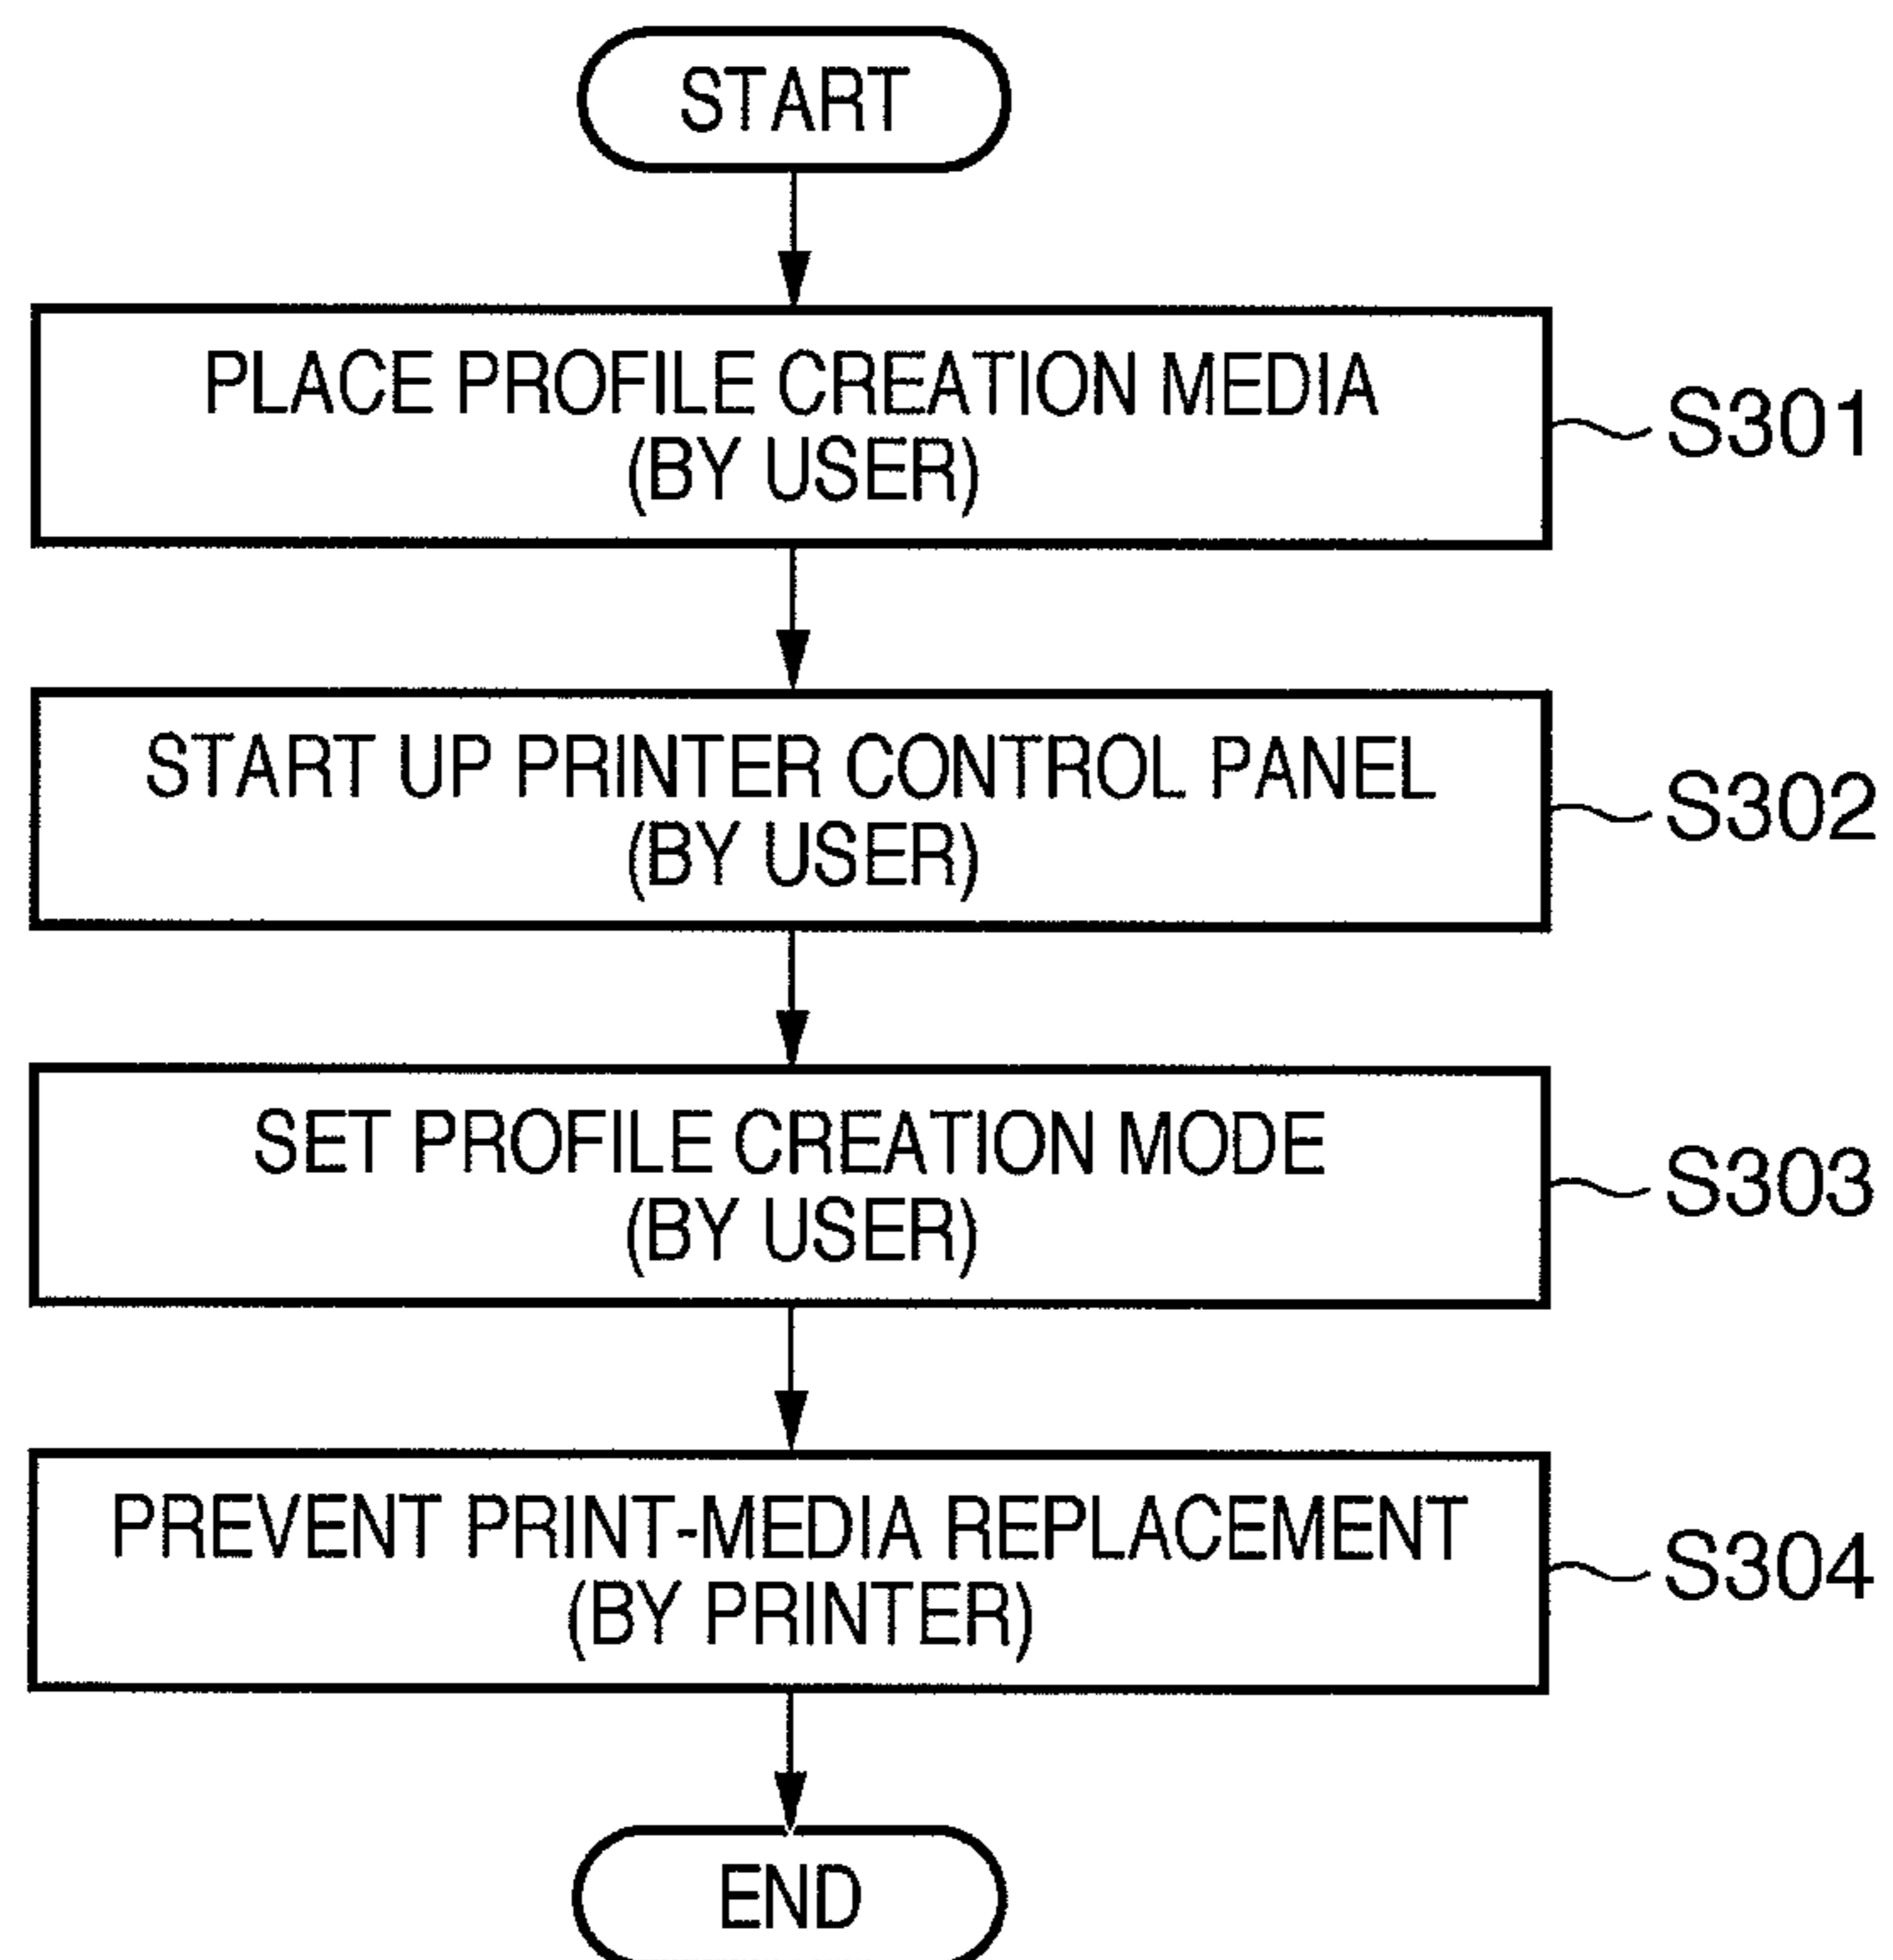 START
PLACE PROFILE CREATION MEDIA
(BY USER)
S301
START UP PRINTER CONTROL PANEL
(BY USER)
S302
SET PROFILE CREATION MODE
(BY USER)
S303
PREVENT PRINT-MEDIA REPLACEMENT
(BY PRINTER)
S304
END